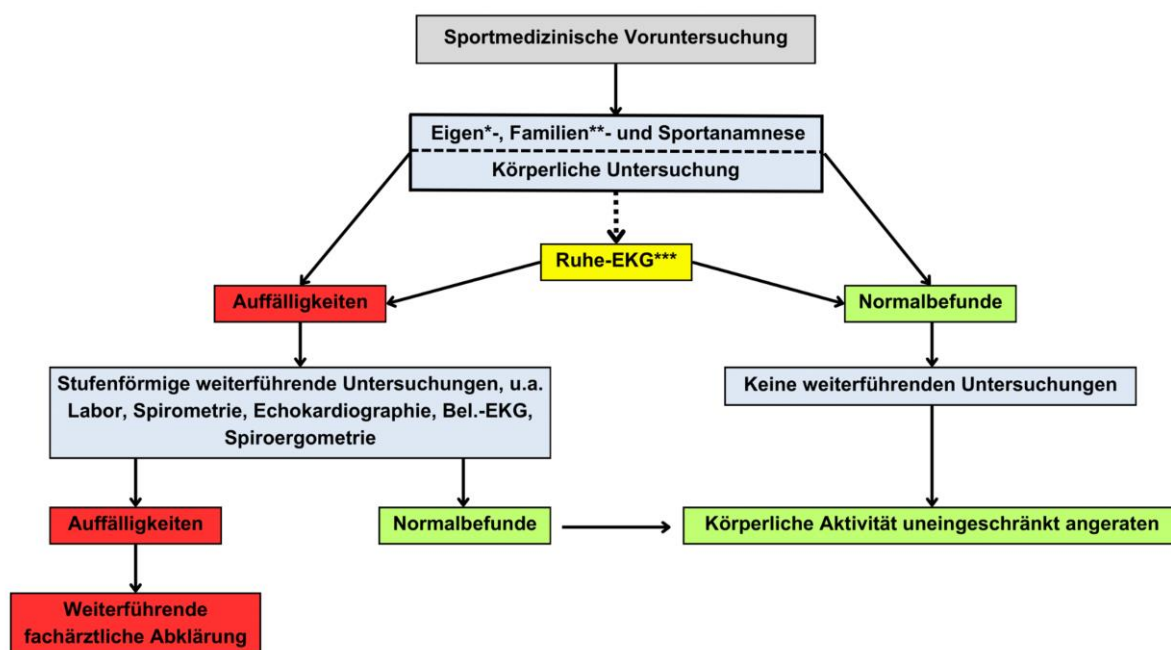 Sportmedizinische Voruntersuchung
Eigen*-, Familien**- und Sportanamnese
Körperliche Untersuchung
Ruhe-EKG***
Auffälligkeiten
Normalbefunde
Stufenförmige weiterführende Untersuchungen, u.a.
Labor, Spirometrie, Echokardiographie, Bel.-EKG,
Spiroergometrie
Keine weiterführenden Untersuchungen
Auffälligkeiten
Normalbefunde
Körperliche Aktivität uneingeschränkt angeraten
Weiterführende
fachärztliche Abklärung